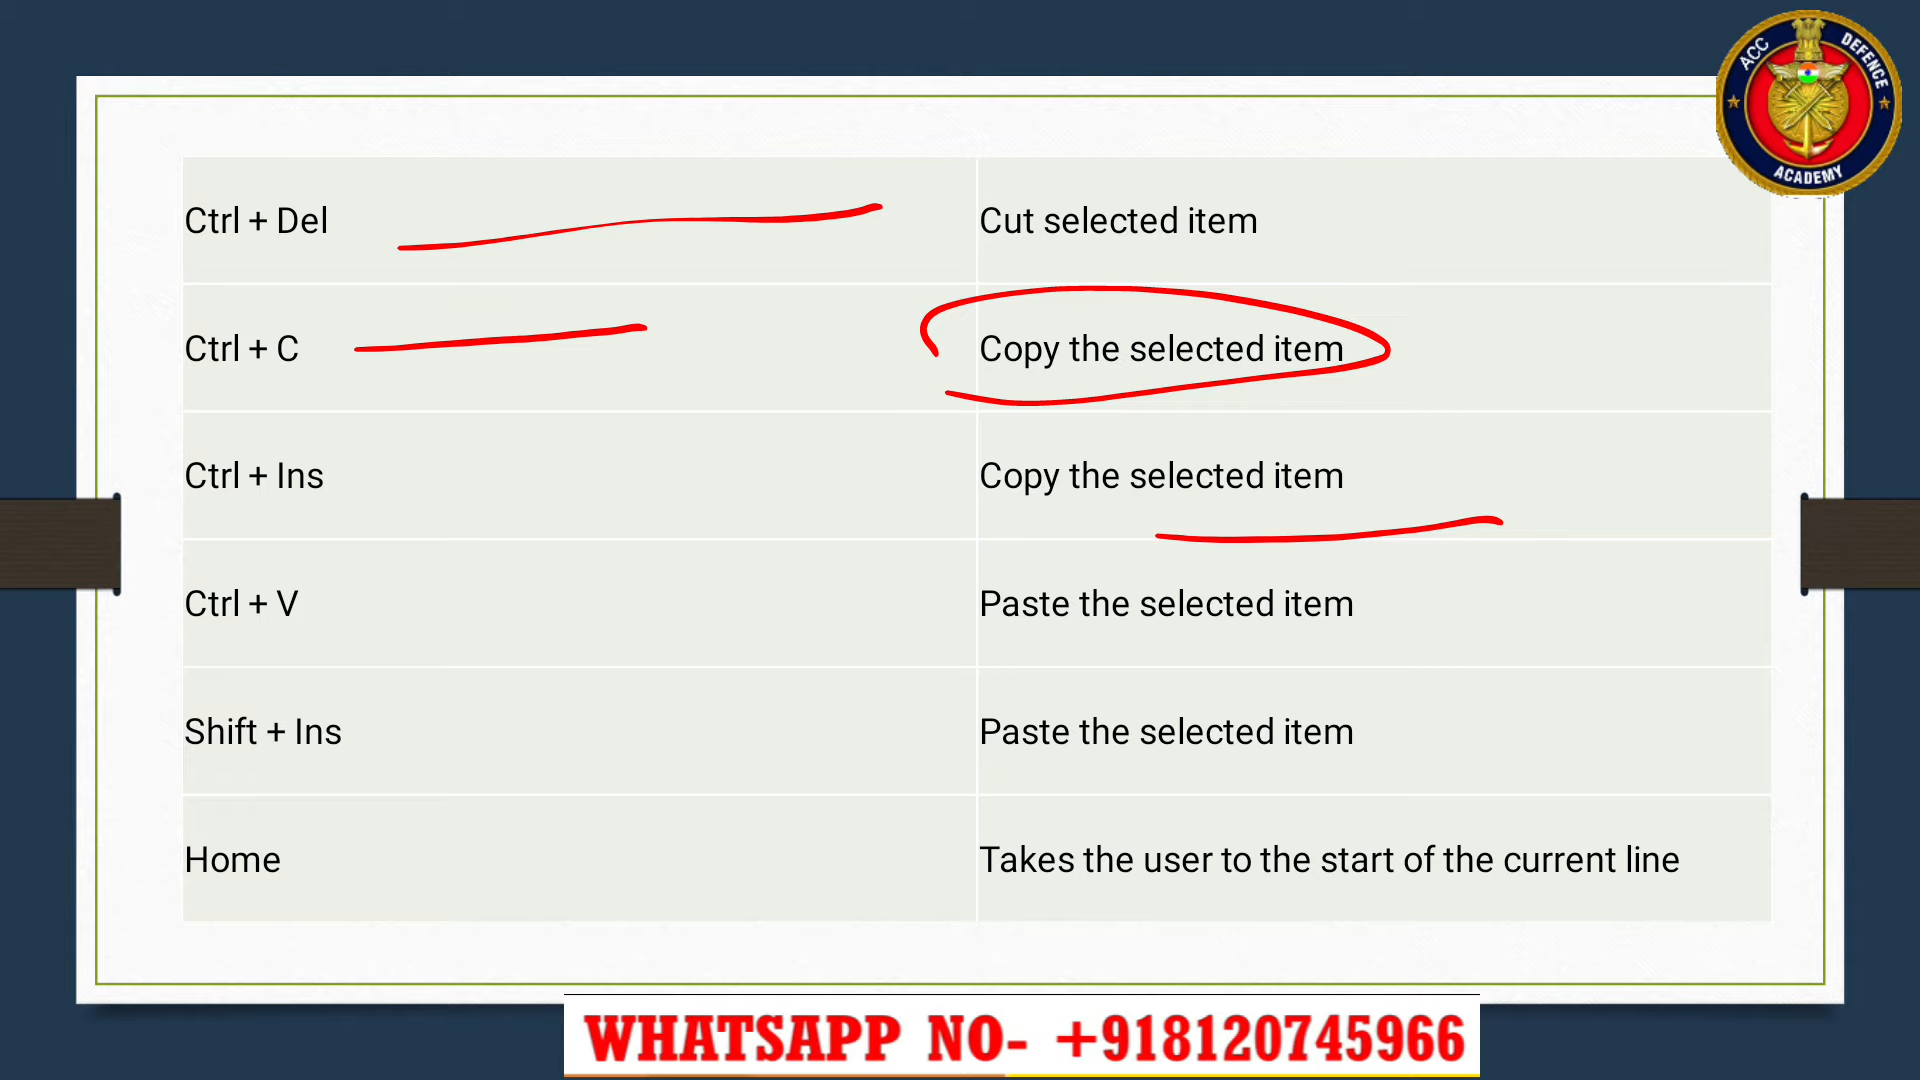 ACC DEFENCE
ACADEMY
Ctrl + Del Cut selected item
Ctrl + C Copy the selected item
Ctrl + Ins Copy the selected item
Ctrl + V Paste the selected item
Shift + Ins Paste the selected item
Home Takes the user to the start of the current line
WHATSAPP NO- +918120745966